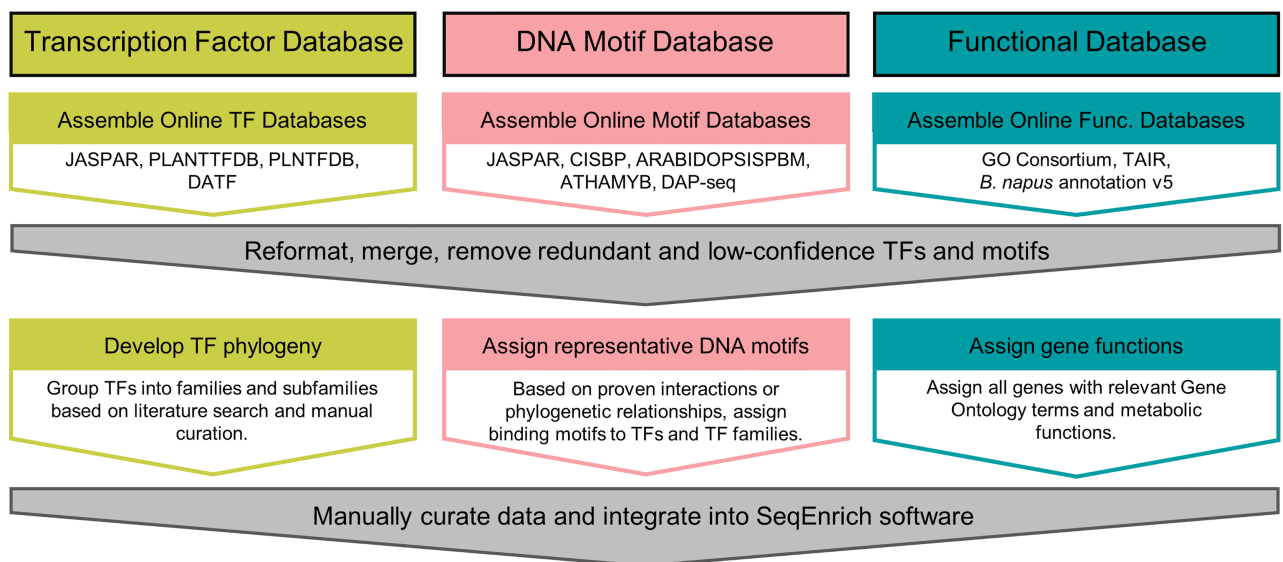 Transcription Factor Database
DNA Motif Database
Functional Database
Assemble Online TF Databases
JASPAR, PLANTTFDB, PLNTFDB,
DATF
Assemble Online Motif Databases
JASPAR, CISBP, ARABIDOPSISPBM,
ATHAMYB, DAP-seq
Assemble Online Func. Databases
GO Consortium, TAIR,
B. napus annotation v5
Reformat, merge, remove redundant and low-confidence TFs and motifs
Develop TF phylogeny
Group TFs into families and subfamilies
based on literature search and manual
curation.
Assign representative DNA motifs
Based on proven interactions or
phylogenetic relationships, assign
binding motifs to TFs and TF families.
Assign gene functions
Assign all genes with relevant Gene
Ontology terms and metabolic
functions.
Manually curate data and integrate into SeqEnrich software